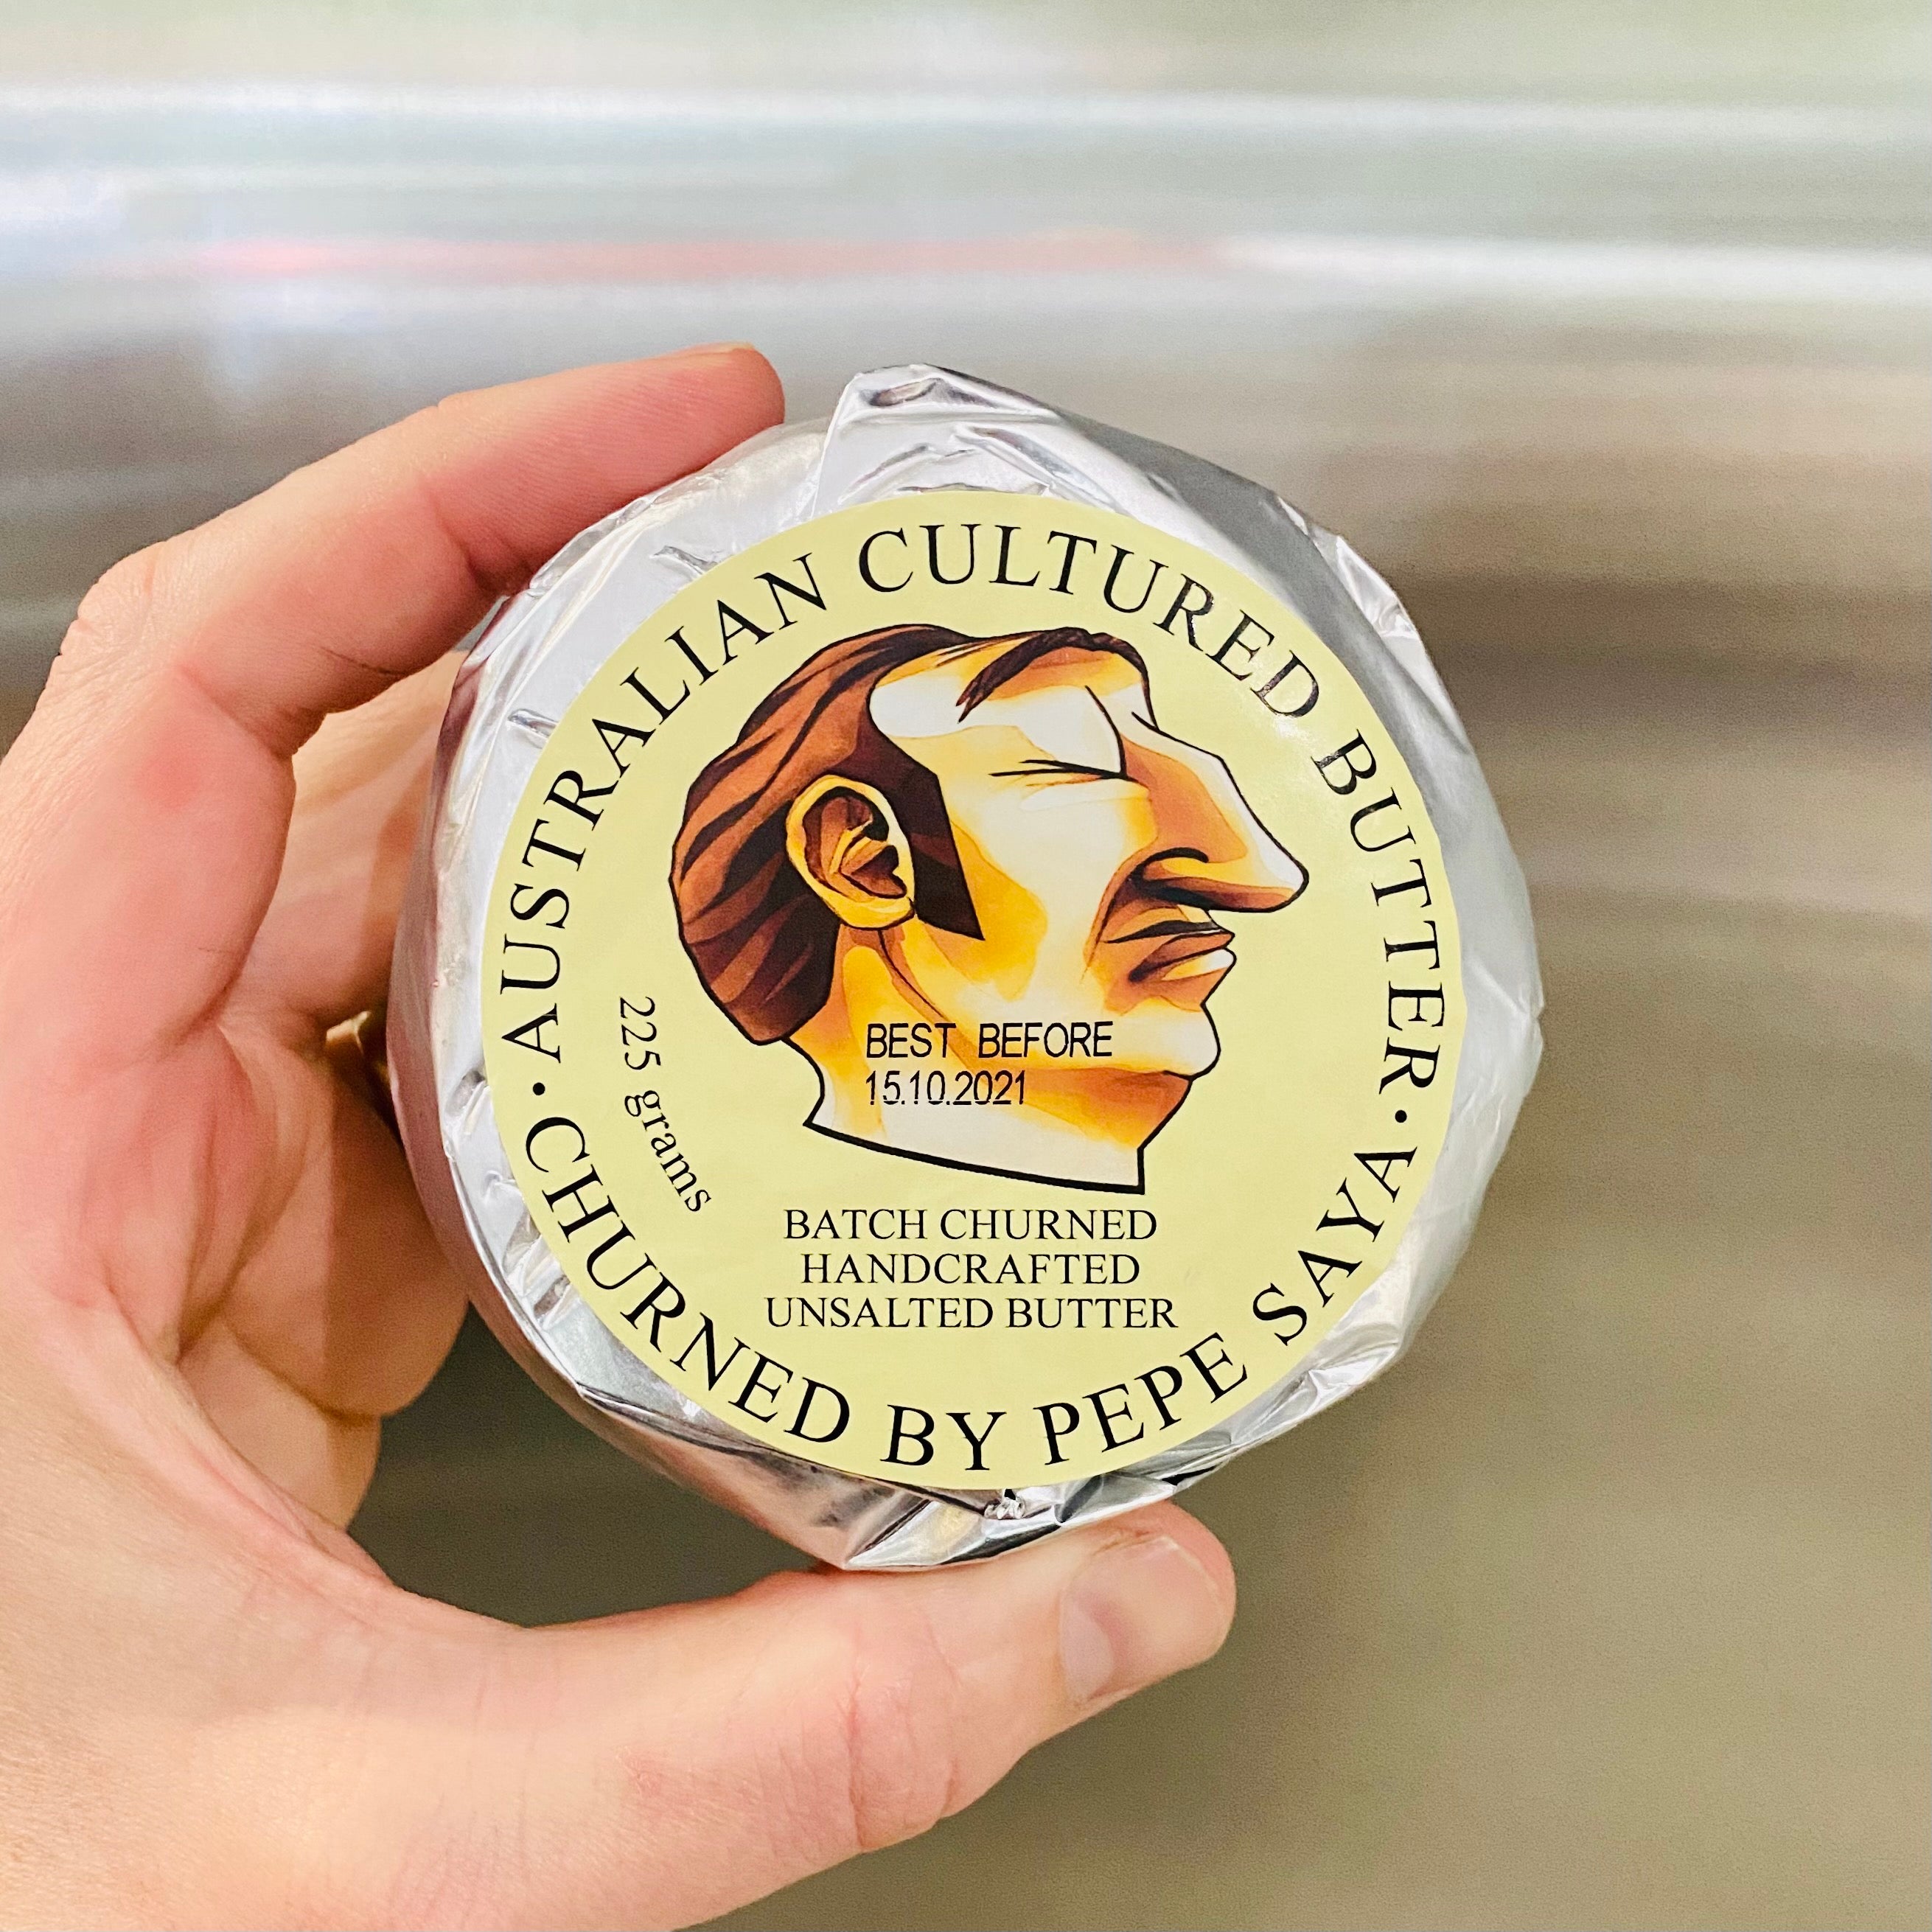 ·AUSTRALIAN CULTURED BUTTER·
225 grams
BEST BEFORE
15.10.2021
BATCH CHURNED
HANDCRAFTED
UNSALTED BUTTER
CHURNED BY PEPE SAYA